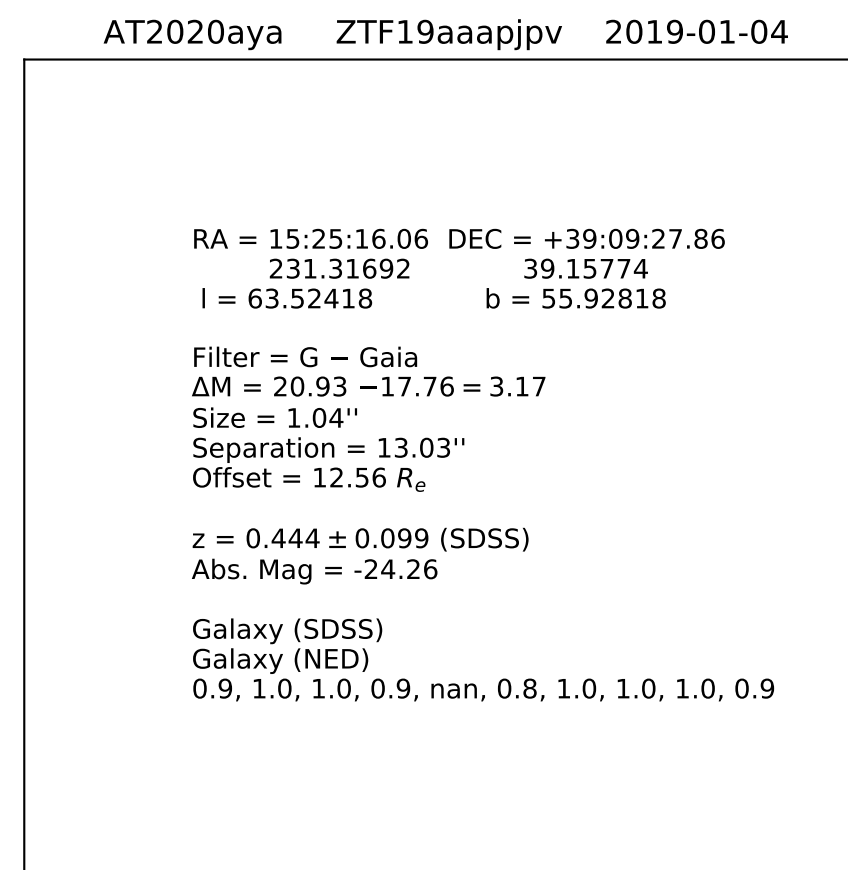 AT2020aya ZTF19aaapjpv 2019-01-04
RA = 15:25:16.06 DEC = +39:09:27.86
231.31692 39.15774
l = 63.52418 b = 55.92818
Filter = G − Gaia
ΔM = 20.93 −17.76 = 3.17
Size = 1.04''
Separation = 13.03''
Offset = 12.56 Rₑ
z = 0.444 ± 0.099 (SDSS)
Abs. Mag = -24.26
Galaxy (SDSS)
Galaxy (NED)
0.9, 1.0, 1.0, 0.9, nan, 0.8, 1.0, 1.0, 1.0, 0.9